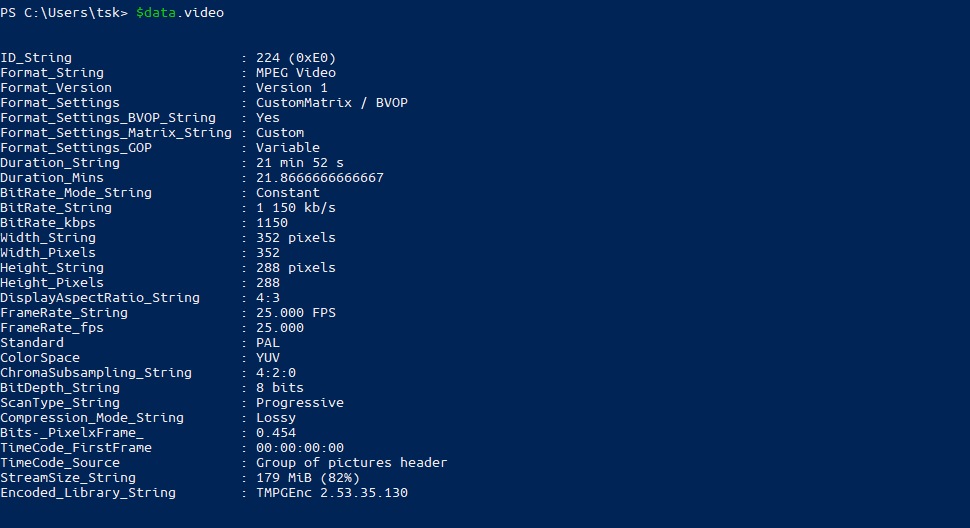 PS C:\Users\tsk> $data.video
ID_String : 224 (0xE0)
Format_String : MPEG Video
Format_Version : Version 1
Format_Settings : CustomMatrix / BVOP
Format_Settings_BVOP_String : Yes
Format_Settings_Matrix_String : Custom
Format_Settings_GOP : Variable
Duration_String : 21 min 52 s
Duration_Mins : 21.8666666666667
BitRate_Mode_String : Constant
BitRate_String : 1 150 kb/s
BitRate_kbps : 1150
Width_String : 352 pixels
Width_Pixels : 352
Height_String : 288 pixels
Height_Pixels : 288
DisplayAspectRatio_String : 4:3
FrameRate_String : 25.000 FPS
FrameRate_fps : 25.000
Standard : PAL
ColorSpace : YUV
ChromaSubsampling_String : 4:2:0
BitDepth_String : 8 bits
ScanType_String : Progressive
Compression_Mode_String : Lossy
Bits-_PixelxFrame_ : 0.454
TimeCode_FirstFrame : 00:00:00:00
TimeCode_Source : Group of pictures header
StreamSize_String : 179 MiB (82%)
Encoded_Library_String : TMPGEnc 2.53.35.130